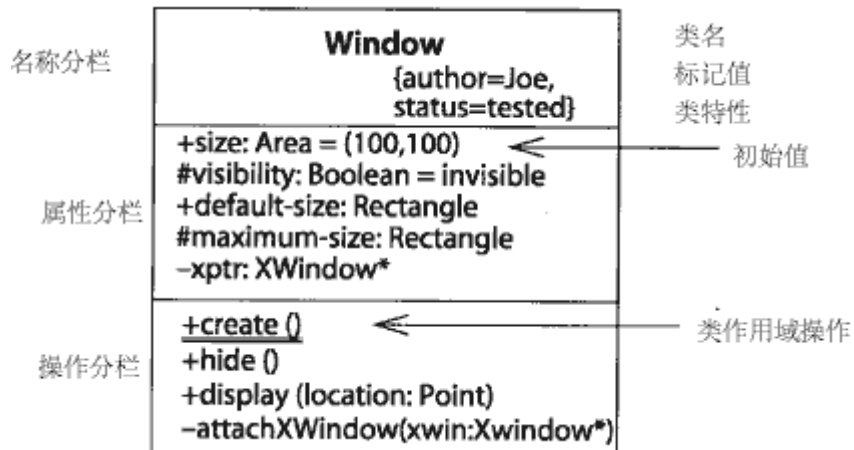 Window
类名
名称分栏
{author=Joe,
标记值
status=tested}
类特性
+size: Area = (100,100)
初始值
#visibility: Boolean = invisible
+default-size: Rectangle
属性分栏
#maximum-size: Rectangle
–xptr: XWindow*
+create ()
类作用域操作
+hide ()
操作分栏
+display (location: Point)
–attachXWindow(xwin:Xwindow*)